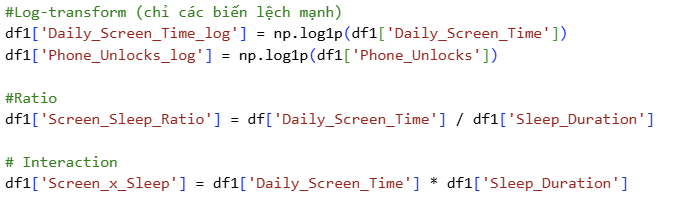 #Log-transform (chỉ các biến lệch mạnh)
df1['Daily_Screen_Time_log'] = np.log1p(df1['Daily_Screen_Time'])
df1['Phone_Unlocks_log'] = np.log1p(df1['Phone_Unlocks'])
#Ratio
df1['Screen_Sleep_Ratio'] = df['Daily_Screen_Time'] / df1['Sleep_Duration']
# Interaction
df1['Screen_x_Sleep'] = df1['Daily_Screen_Time'] * df1['Sleep_Duration']